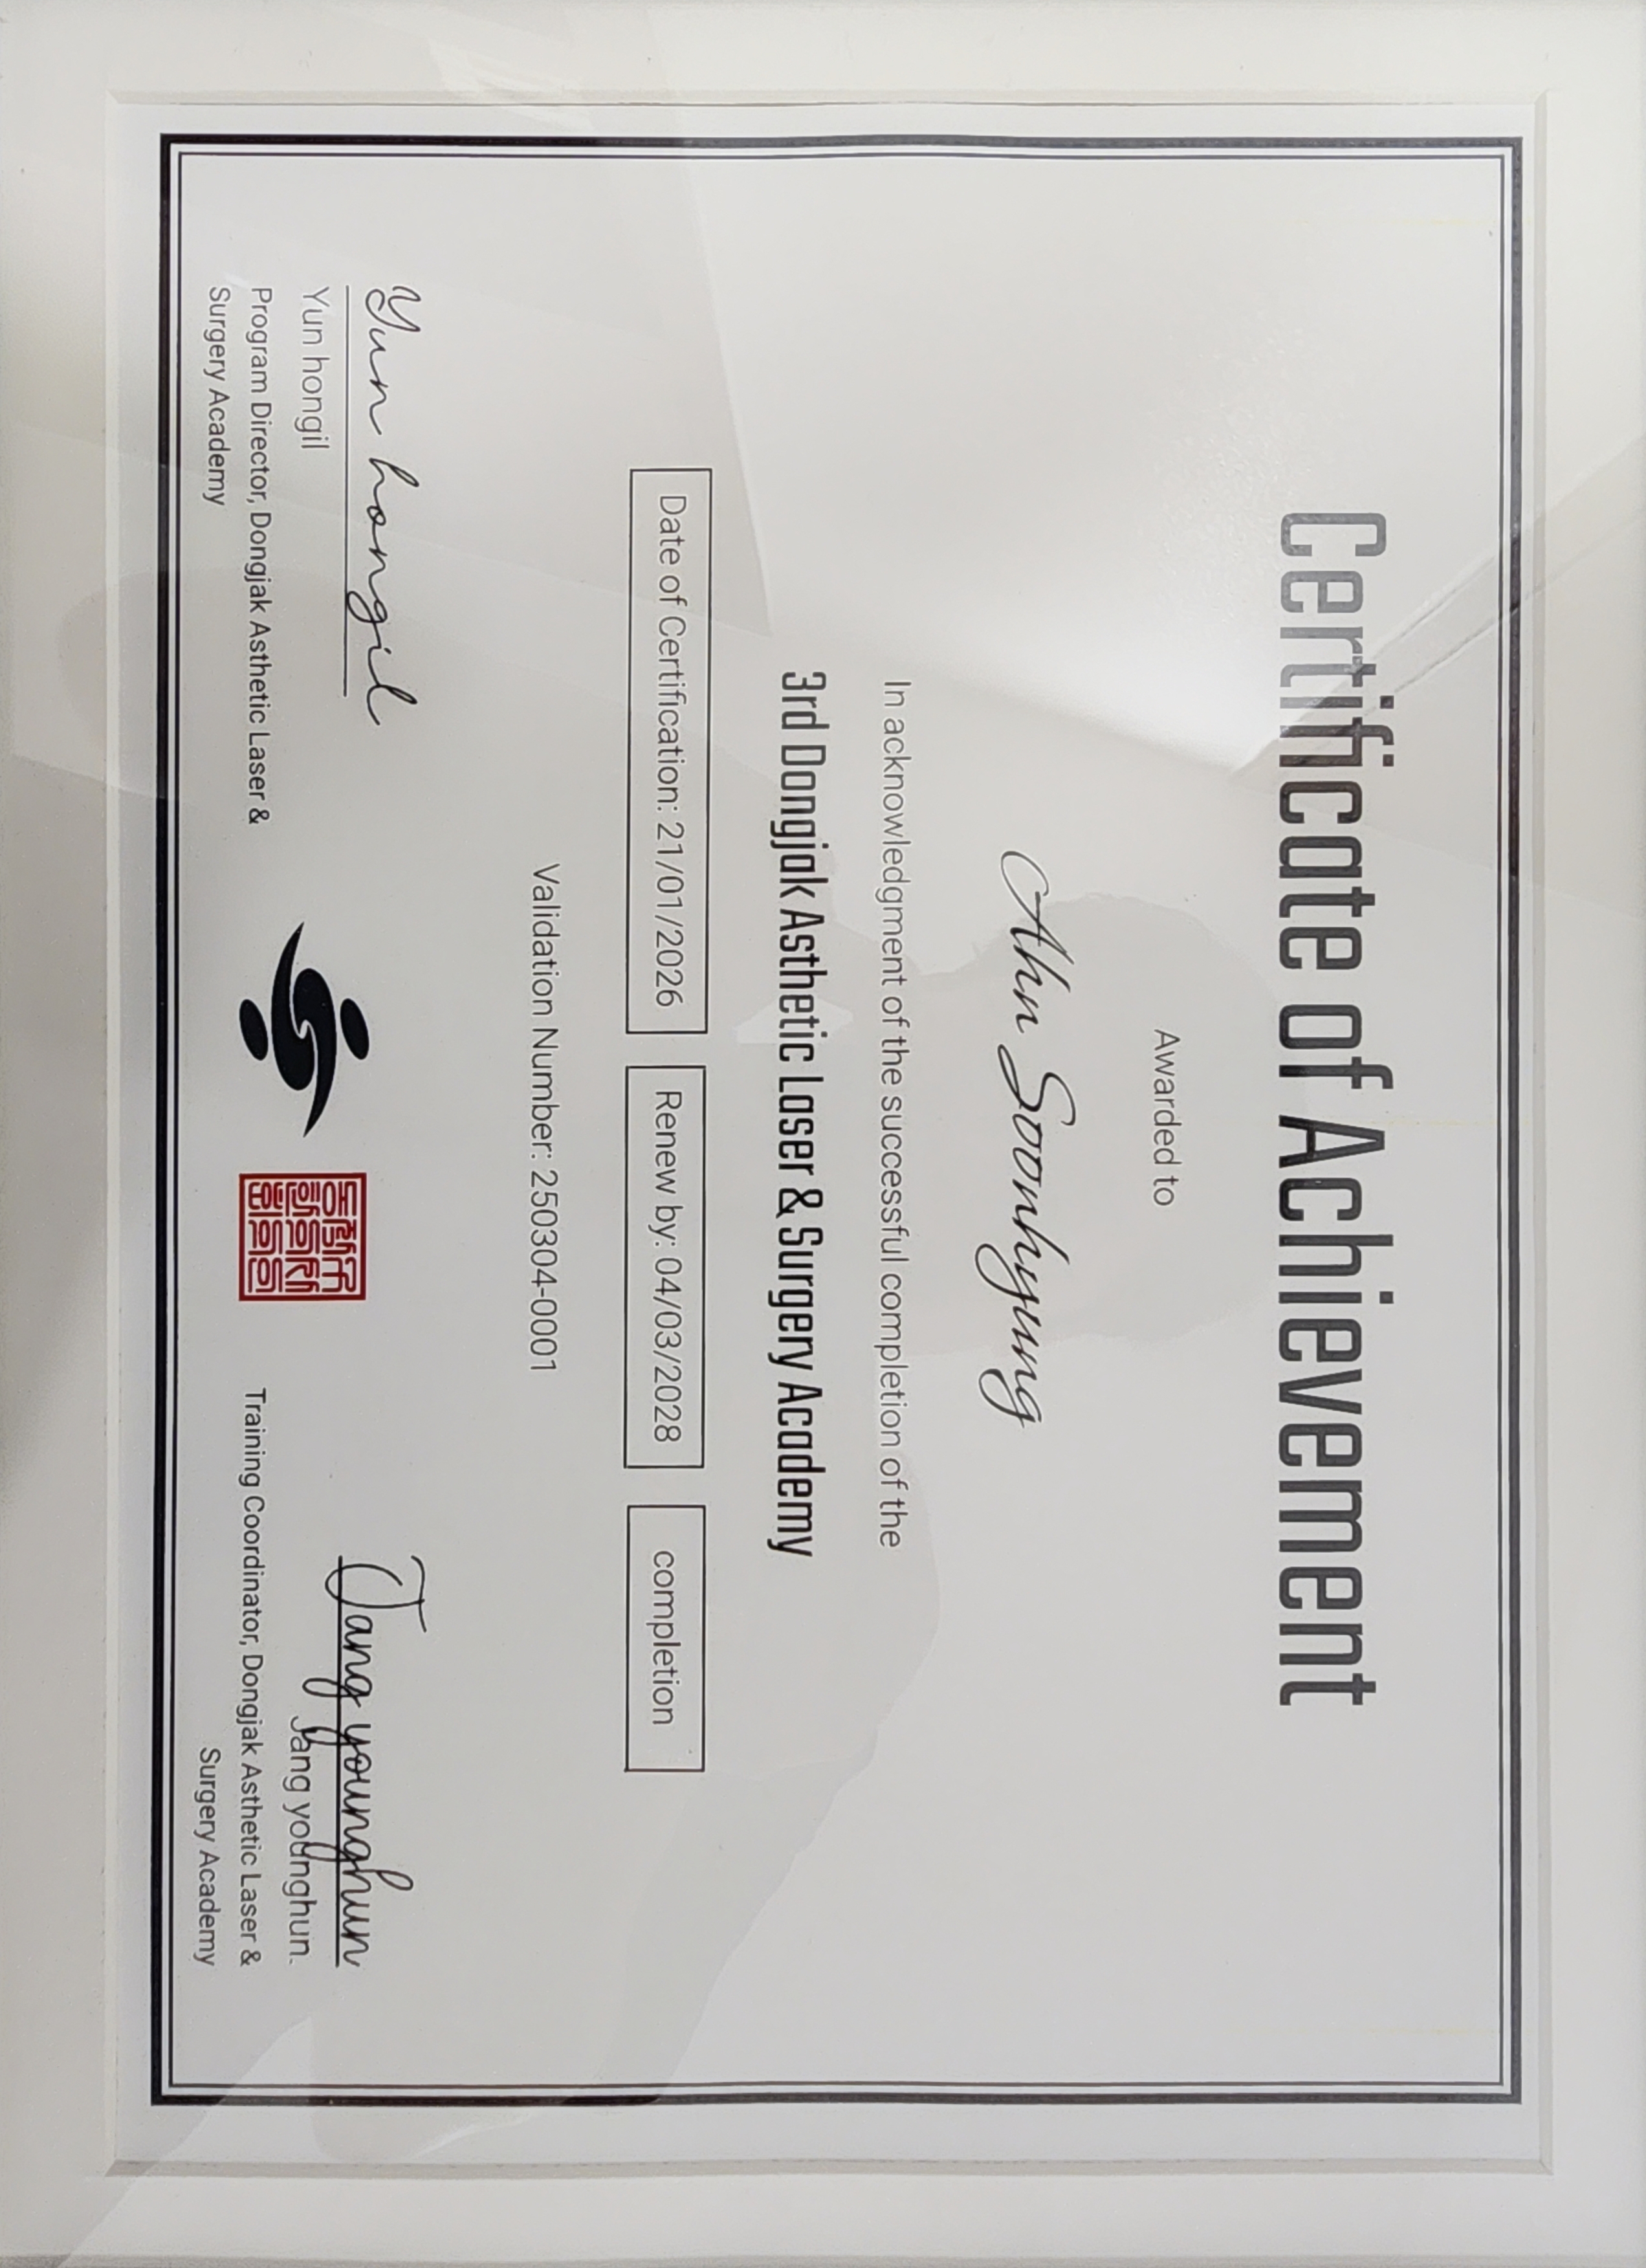 Certificate of Achievement
Awarded to
Ahn Soonhyung
In acknowledgment of the successful completion of the
3rd Dongjak Asthetic Laser & Surgery Academy
Date of Certification: 21/01/2026
Renew by: 04/03/2028
completion
Validation Number: 250304-0001
Yun hongil
Yun hongil
Program Director, Dongjak Asthetic Laser &
Surgery Academy
Jang younghun
Jang younghun.
Training Coordinator, Dongjak Asthetic Laser &
Surgery Academy